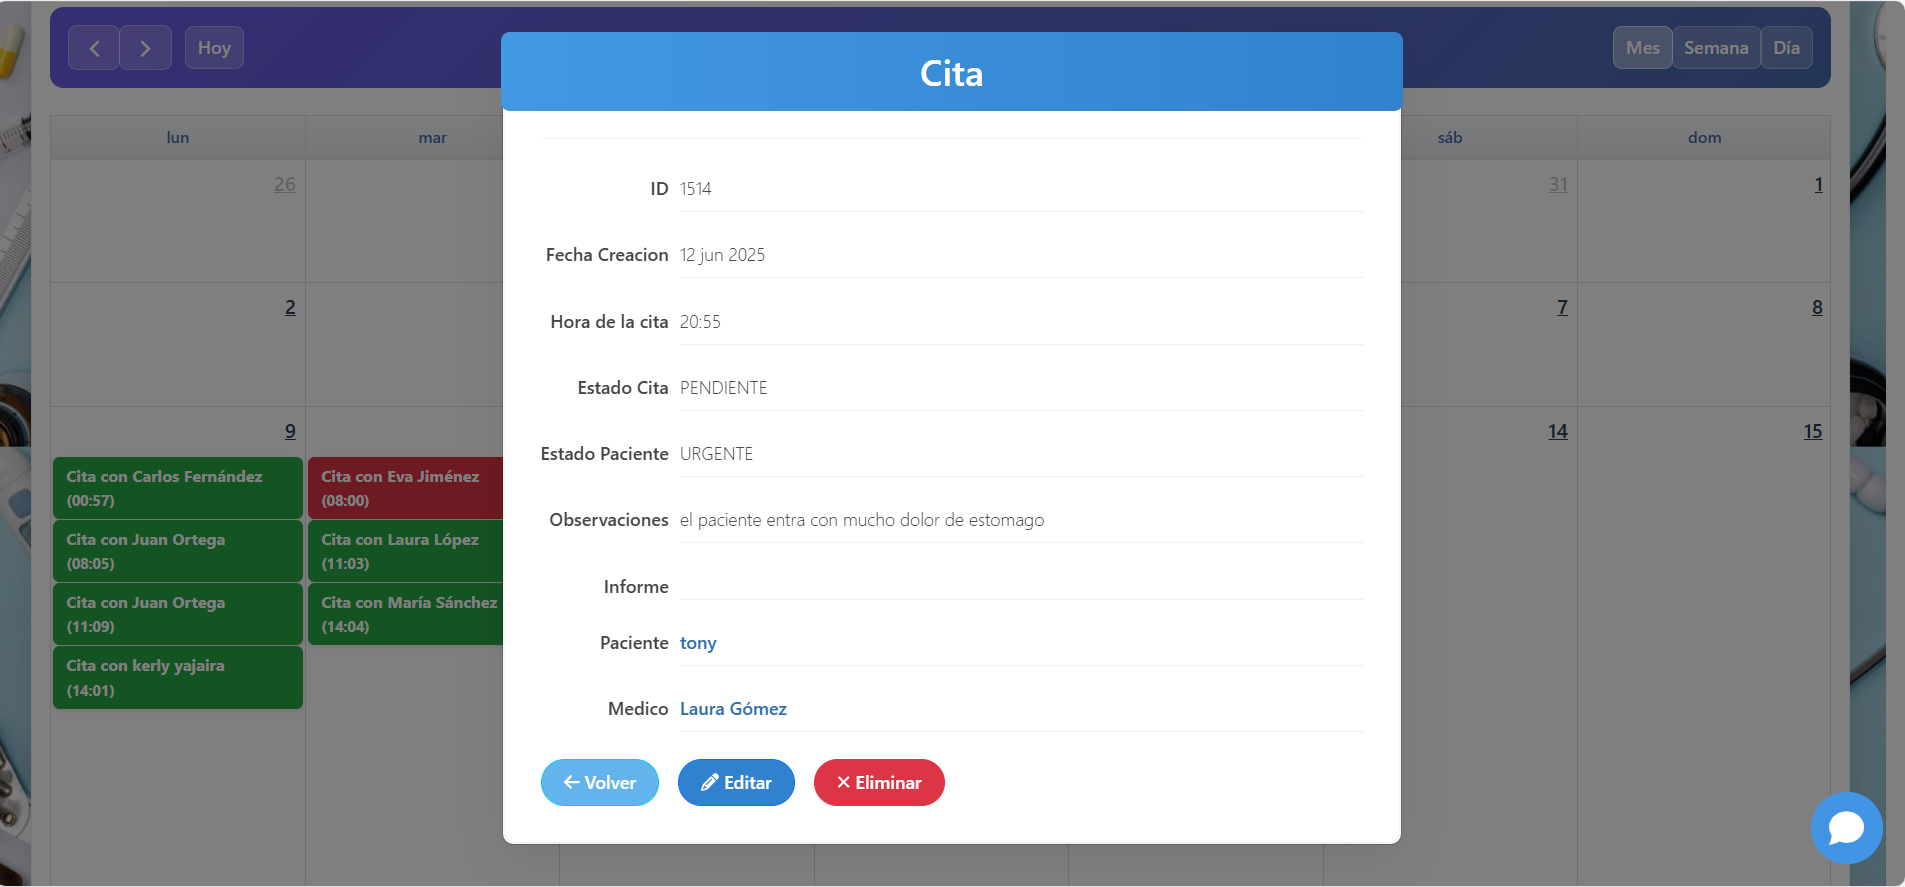 Hoy
Mes Semana Día
Cita
lun
mar
sáb
dom
26
31
1
2
7
8
9
14
15
Cita con Carlos Fernández
(00:57)
Cita con Juan Ortega
(08:05)
Cita con Juan Ortega
(11:09)
Cita con kerly yajaira
(14:01)
Cita con Eva Jiménez
(08:00)
Cita con Laura López
(11:03)
Cita con María Sánchez
(14:04)
ID 1514
Fecha Creacion 12 jun 2025
Hora de la cita 20:55
Estado Cita PENDIENTE
Estado Paciente URGENTE
Observaciones el paciente entra con mucho dolor de estomago
Informe
Paciente tony
Medico Laura Gómez
Volver Editar Eliminar